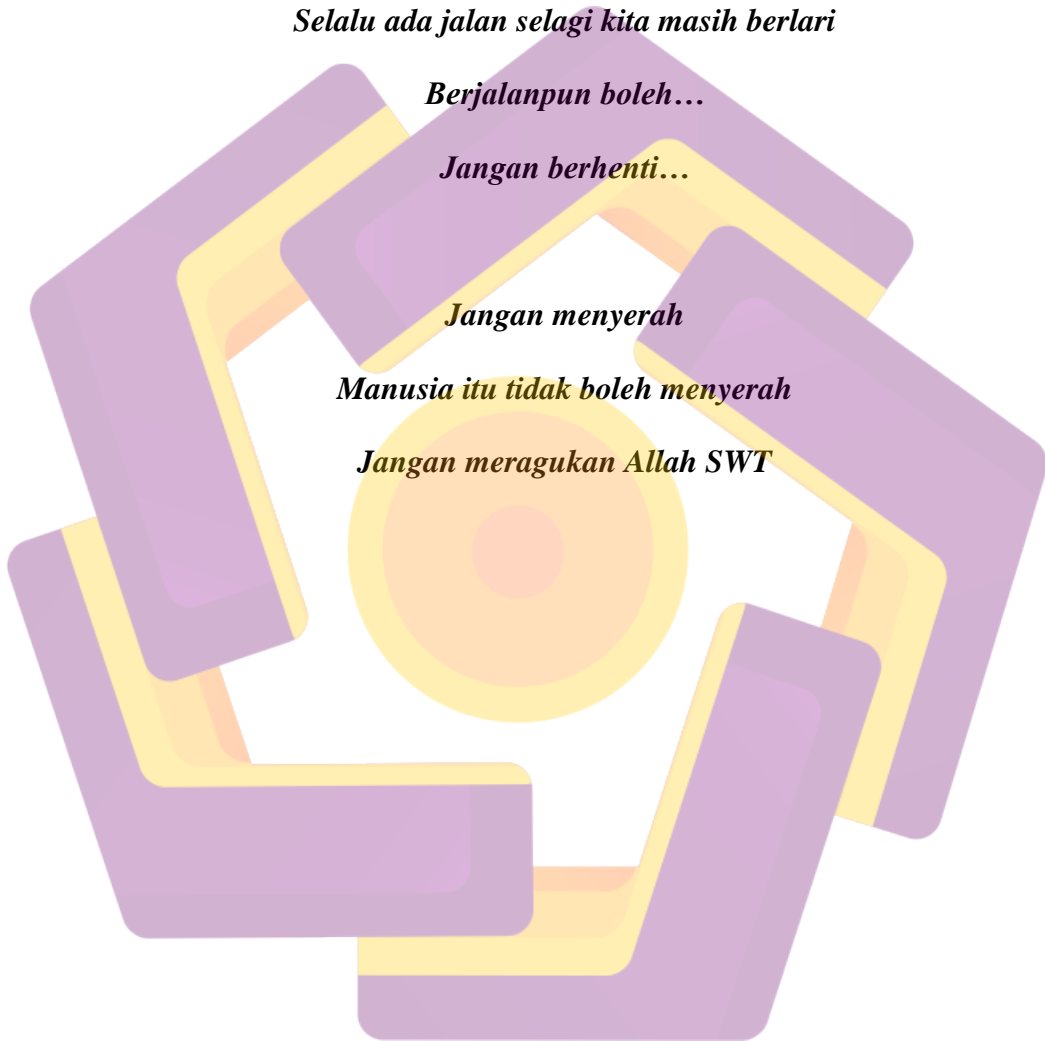 Selalu ada jalan selagi kita masih berlari
Berjalanpun boleh…
Jangan berhenti…
Jangan menyerah
Manusia itu tidak boleh menyerah
Jangan meragukan Allah SWT